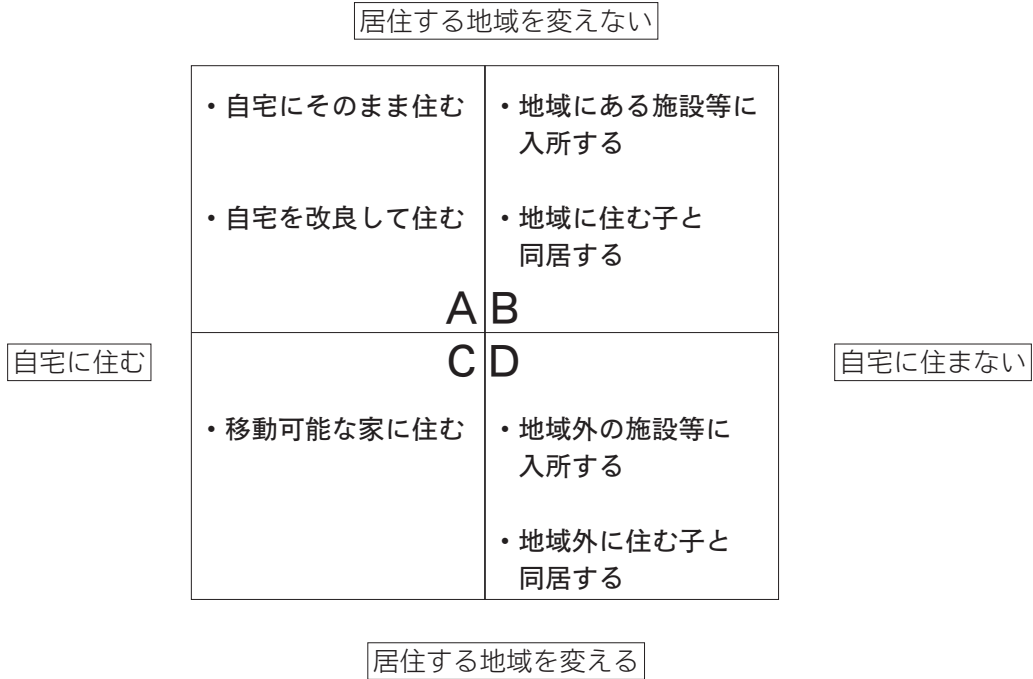 居住する地域を変えない
・自宅にそのまま住む
・自宅を改良して住む
A
・地域にある施設等に
入所する
・地域に住む子と
同居する
B
自宅に住む
自宅に住まない
C
・移動可能な家に住む
D
・地域外の施設等に
入所する
・地域外に住む子と
同居する
居住する地域を変える